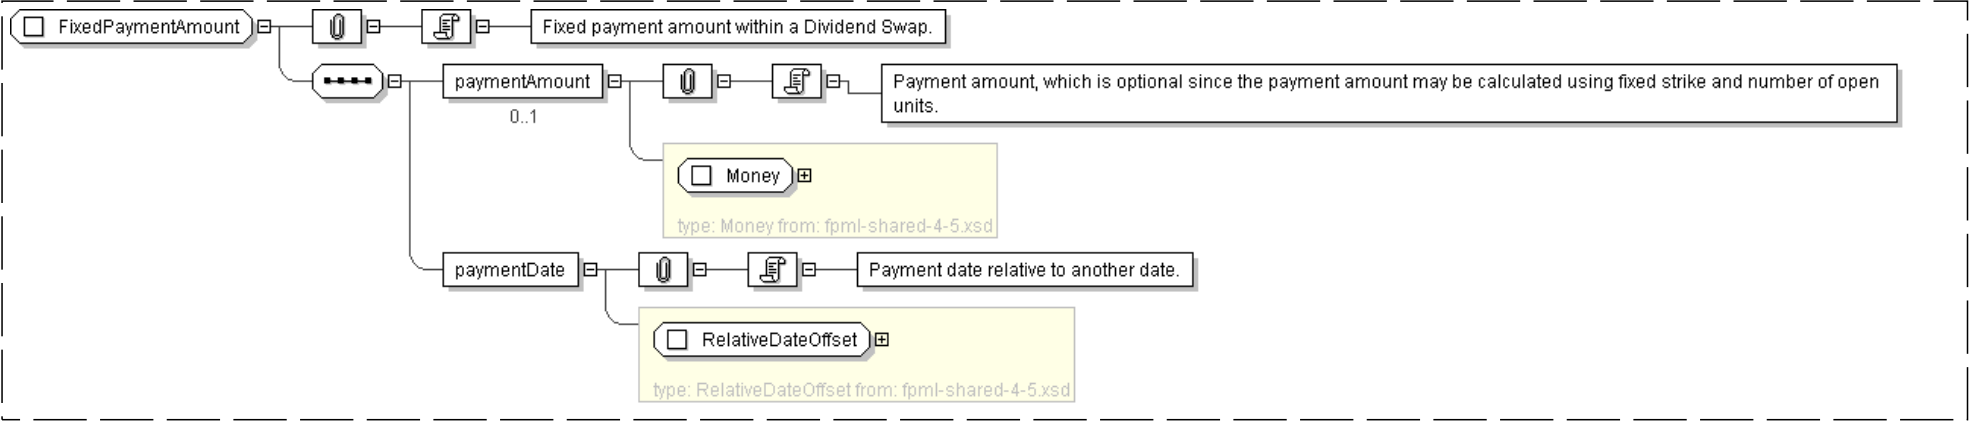 FixedPaymentAmount
Fixed payment amount within a Dividend Swap.
paymentAmount
0..1
Payment amount, which is optional since the payment amount may be calculated using fixed strike and number of open
units.
Money
type: Money from: fpml-shared-4-5.xsd
paymentDate
Payment date relative to another date.
RelativeDateOffset
type: RelativeDateOffset from: fpml-shared-4-5.xsd